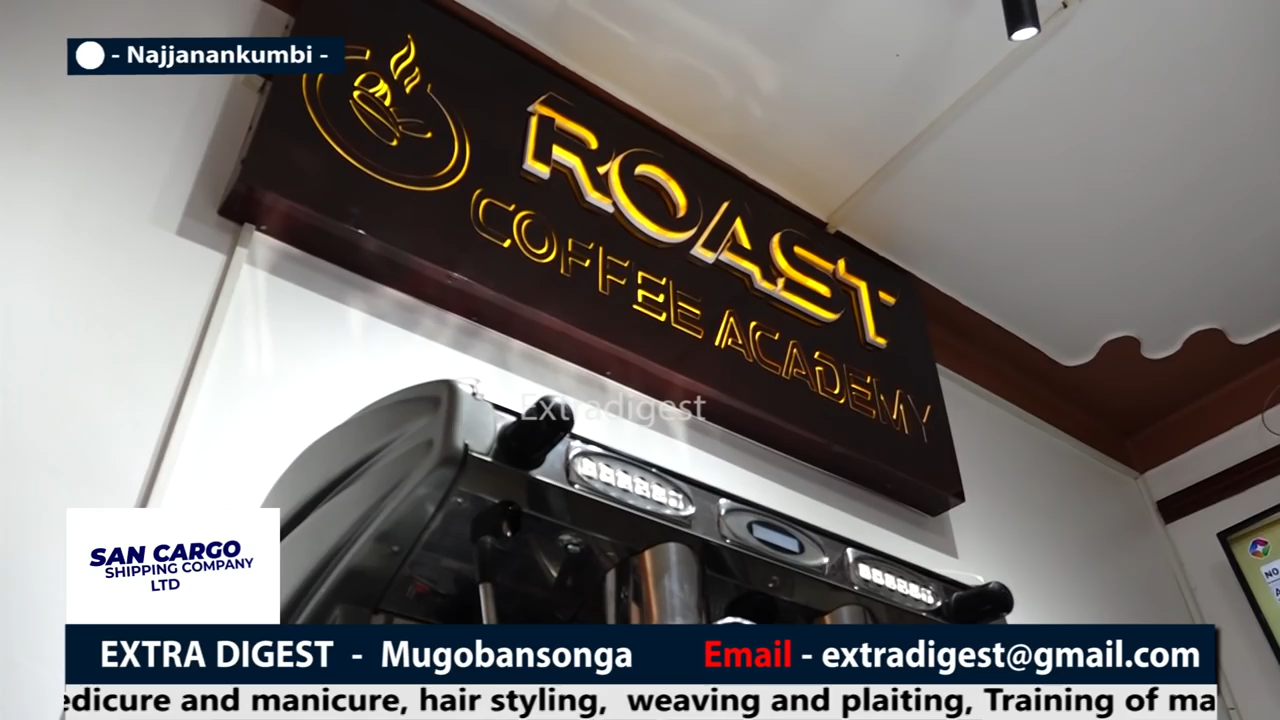 - Najjanankumbi -
ROAST
COFFEE ACADEMY
Extradigest
NO
SAN CARGO
SHIPPING COMPANY
LTD
EXTRA DIGEST - Mugobansonga Email - extradigest@gmail.com
edicure and manicure, hair styling, weaving and plaiting, Training of ma